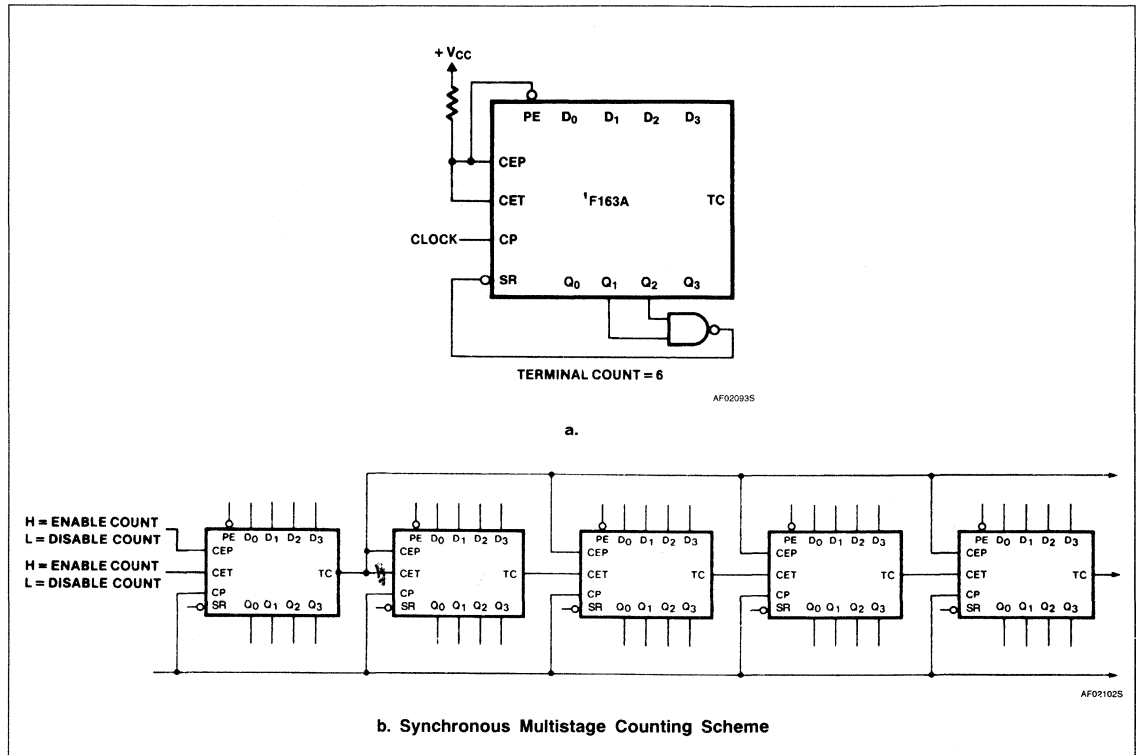 + VCC
PE D0 D1 D2 D3
CEP
CET 'F163A TC
CLOCK CP
SR Q0 Q1 Q2 Q3
TERMINAL COUNT = 6
AF02093S
a.
H = ENABLE COUNT
L = DISABLE COUNT
H = ENABLE COUNT
L = DISABLE COUNT
PE D0 D1 D2 D3
CEP
CET TC
CP
SR Q0 Q1 Q2 Q3
PE D0 D1 D2 D3
CEP
CET TC
CP
SR Q0 Q1 Q2 Q3
PE D0 D1 D2 D3
CEP
CET TC
CP
SR Q0 Q1 Q2 Q3
PE D0 D1 D2 D3
CEP
CET TC
CP
SR Q0 Q1 Q2 Q3
PE D0 D1 D2 D3
CEP
CET TC
CP
SR Q0 Q1 Q2 Q3
AF02102S
b. Synchronous Multistage Counting Scheme